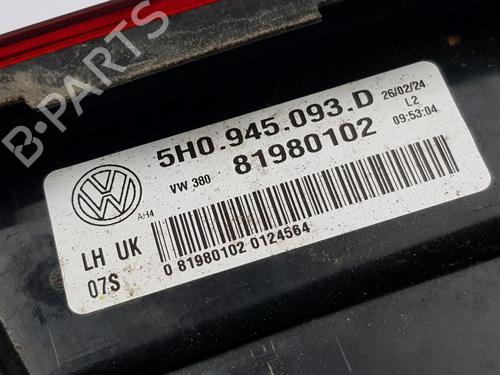 5H0.945.093.D
26/02/24
L2
09:53:04
VW 380
81980102
AH4
LH UK
07S
0 81980102 0124564
B-PARTS